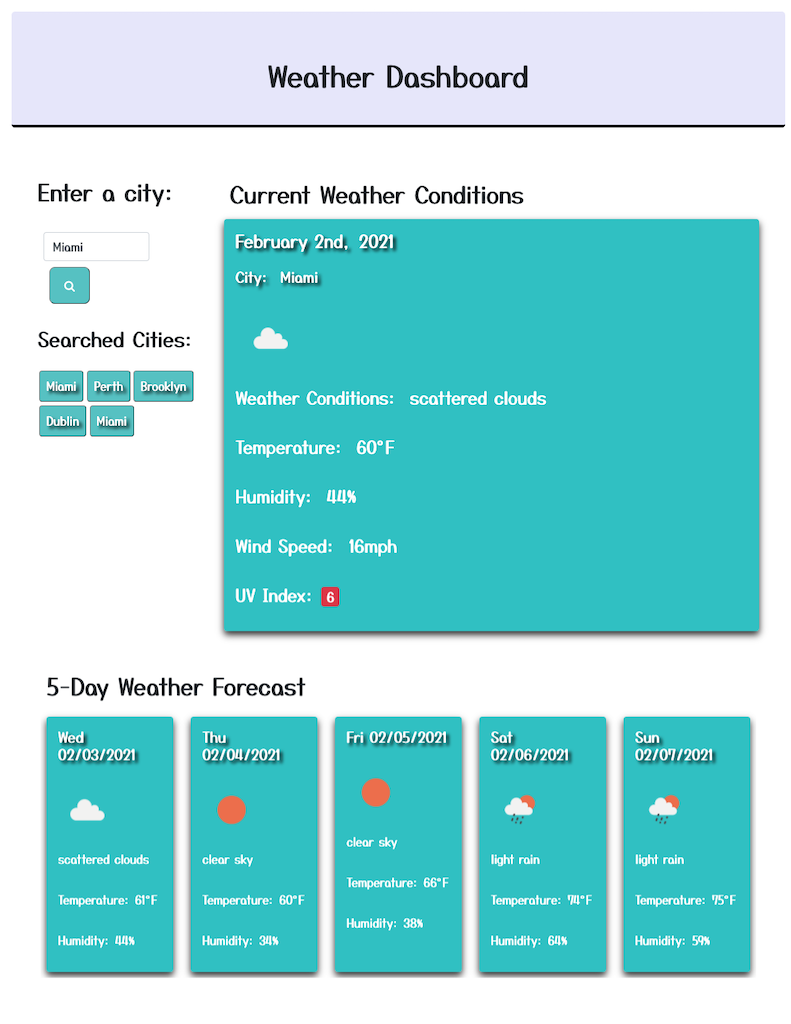 Weather Dashboard
Enter a city:
Miami
Searched Cities:
Miami Perth Brooklyn
Dublin Miami
Current Weather Conditions
February 2nd, 2021
City: Miami
Weather Conditions: scattered clouds
Temperature: 60°F
Humidity: 44%
Wind Speed: 16mph
UV Index: 6
5-Day Weather Forecast
Wed
02/03/2021
scattered clouds
Temperature: 61°F
Humidity: 44%
Thu
02/04/2021
clear sky
Temperature: 60°F
Humidity: 34%
Fri 02/05/2021
clear sky
Temperature: 66°F
Humidity: 38%
Sat
02/06/2021
light rain
Temperature: 74°F
Humidity: 64%
Sun
02/07/2021
light rain
Temperature: 75°F
Humidity: 59%